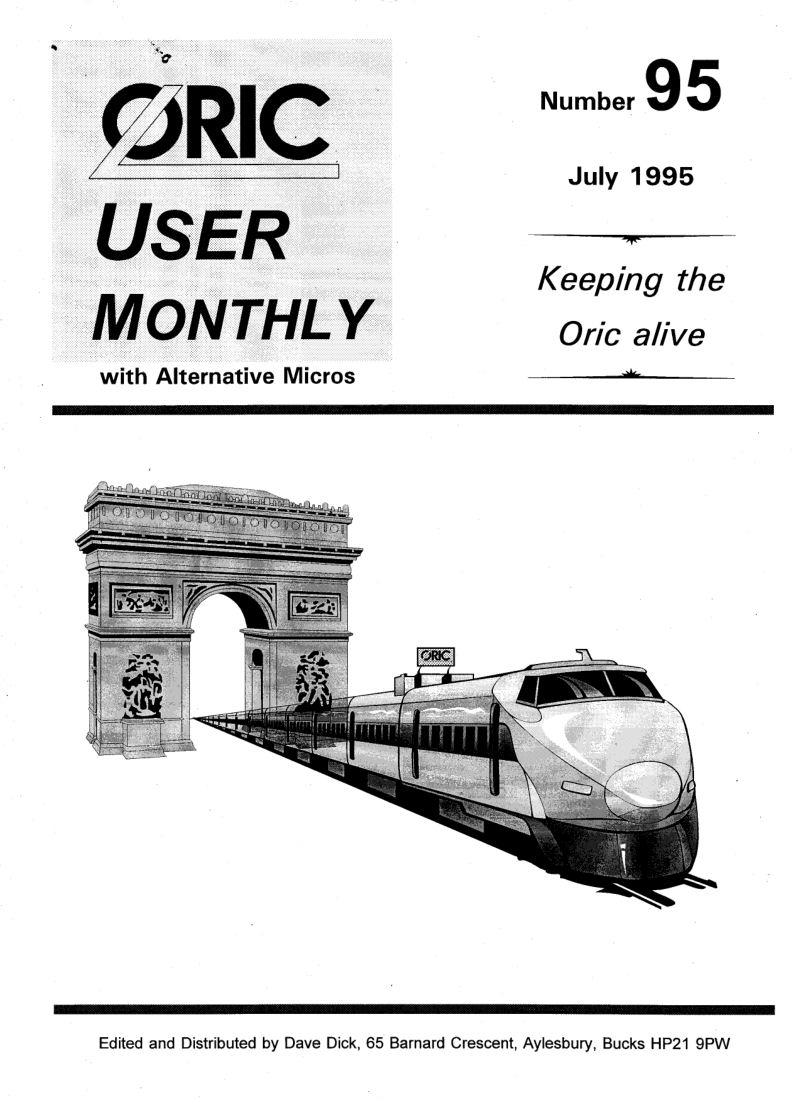 ORIC
USER
MONTHLY
with Alternative Micros
Number 95
July 1995
Keeping the
Oric alive
ORIC
Edited and Distributed by Dave Dick, 65 Barnard Crescent, Aylesbury, Bucks HP21 9PW